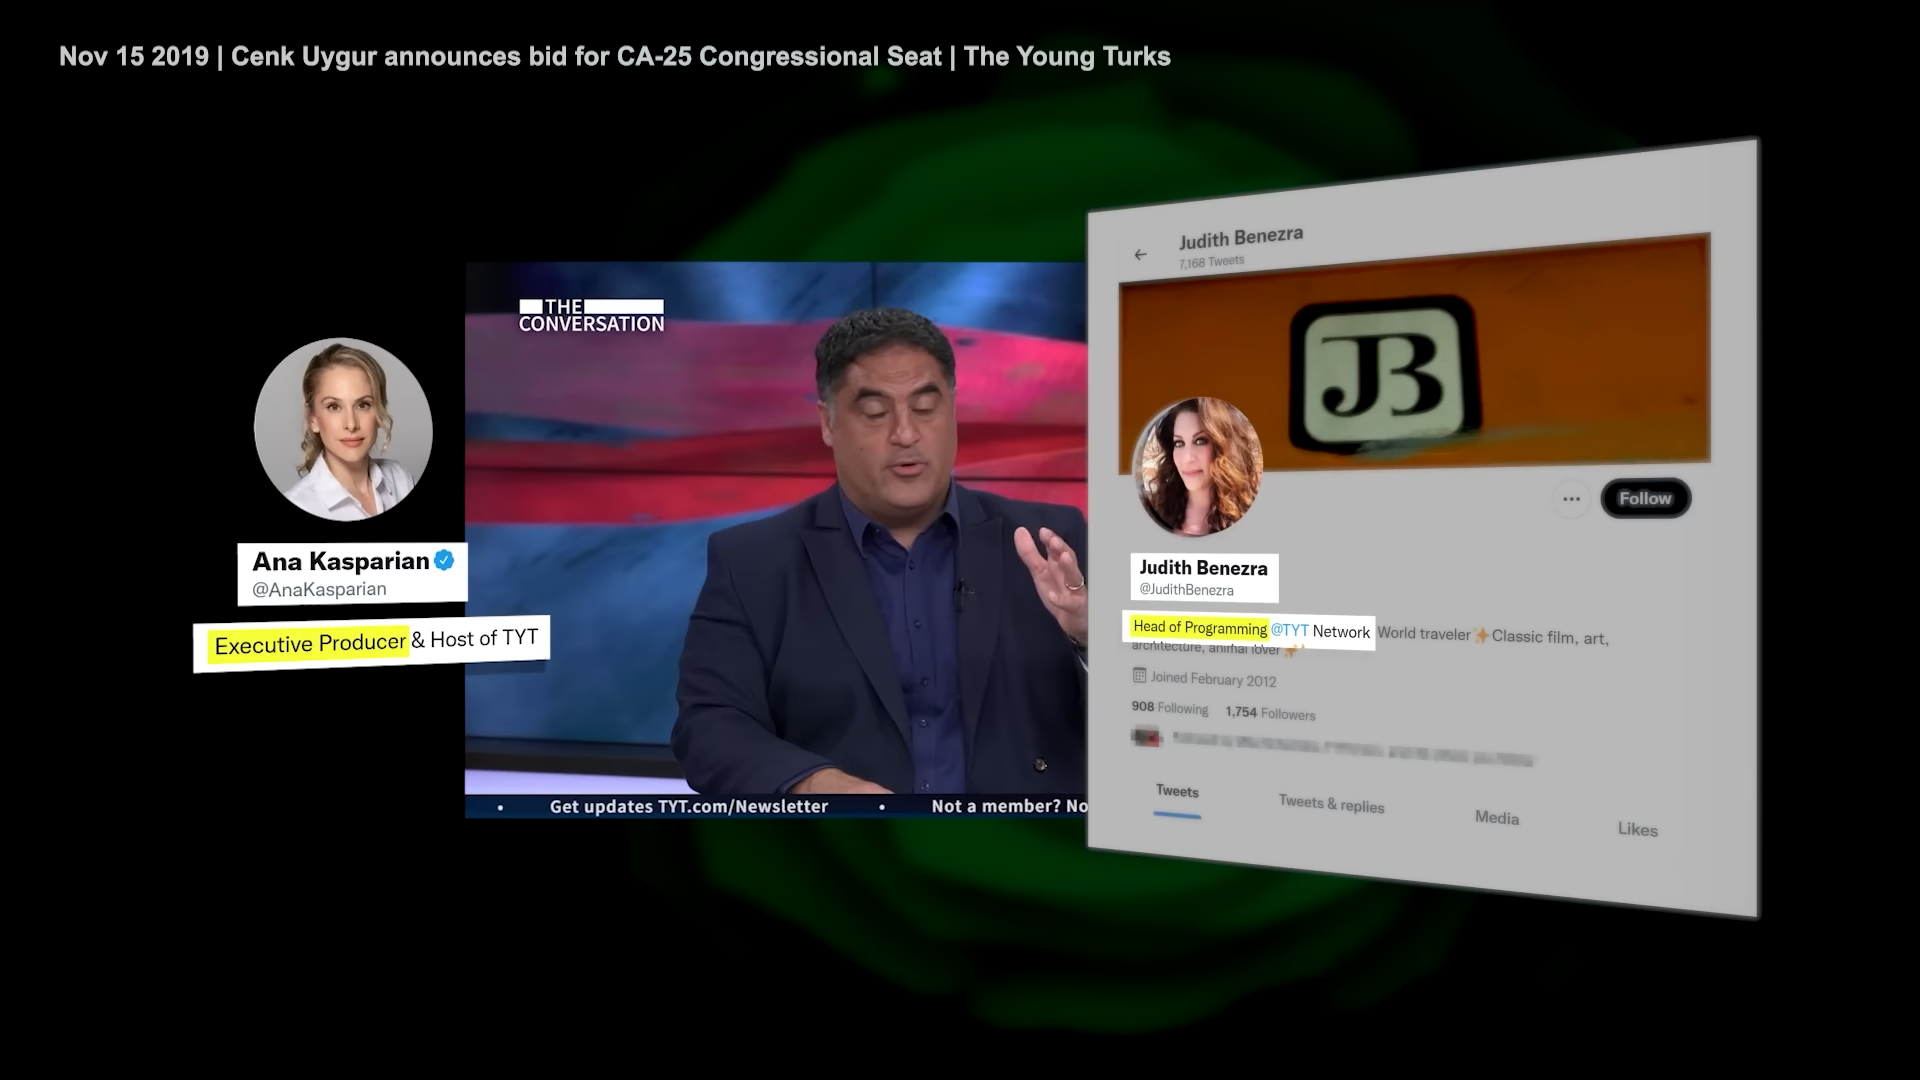 Nov 15 2019 | Cenk Uygur announces bid for CA-25 Congressional Seat | The Young Turks
THE
CONVERSATION
Ana Kasparian
@AnaKasparian
Executive Producer & Host of TYT
Get updates TYT.com/Newsletter • Not a member? No
Judith Benezra
7,168 Tweets
JB
Follow
Judith Benezra
@JudithBenezra
Head of Programming @TYT Network World traveler✨Classic film, art,
architecture, animal lover ✨
Joined February 2012
908 Following 1,754 Followers
Tweets Tweets & replies Media Likes